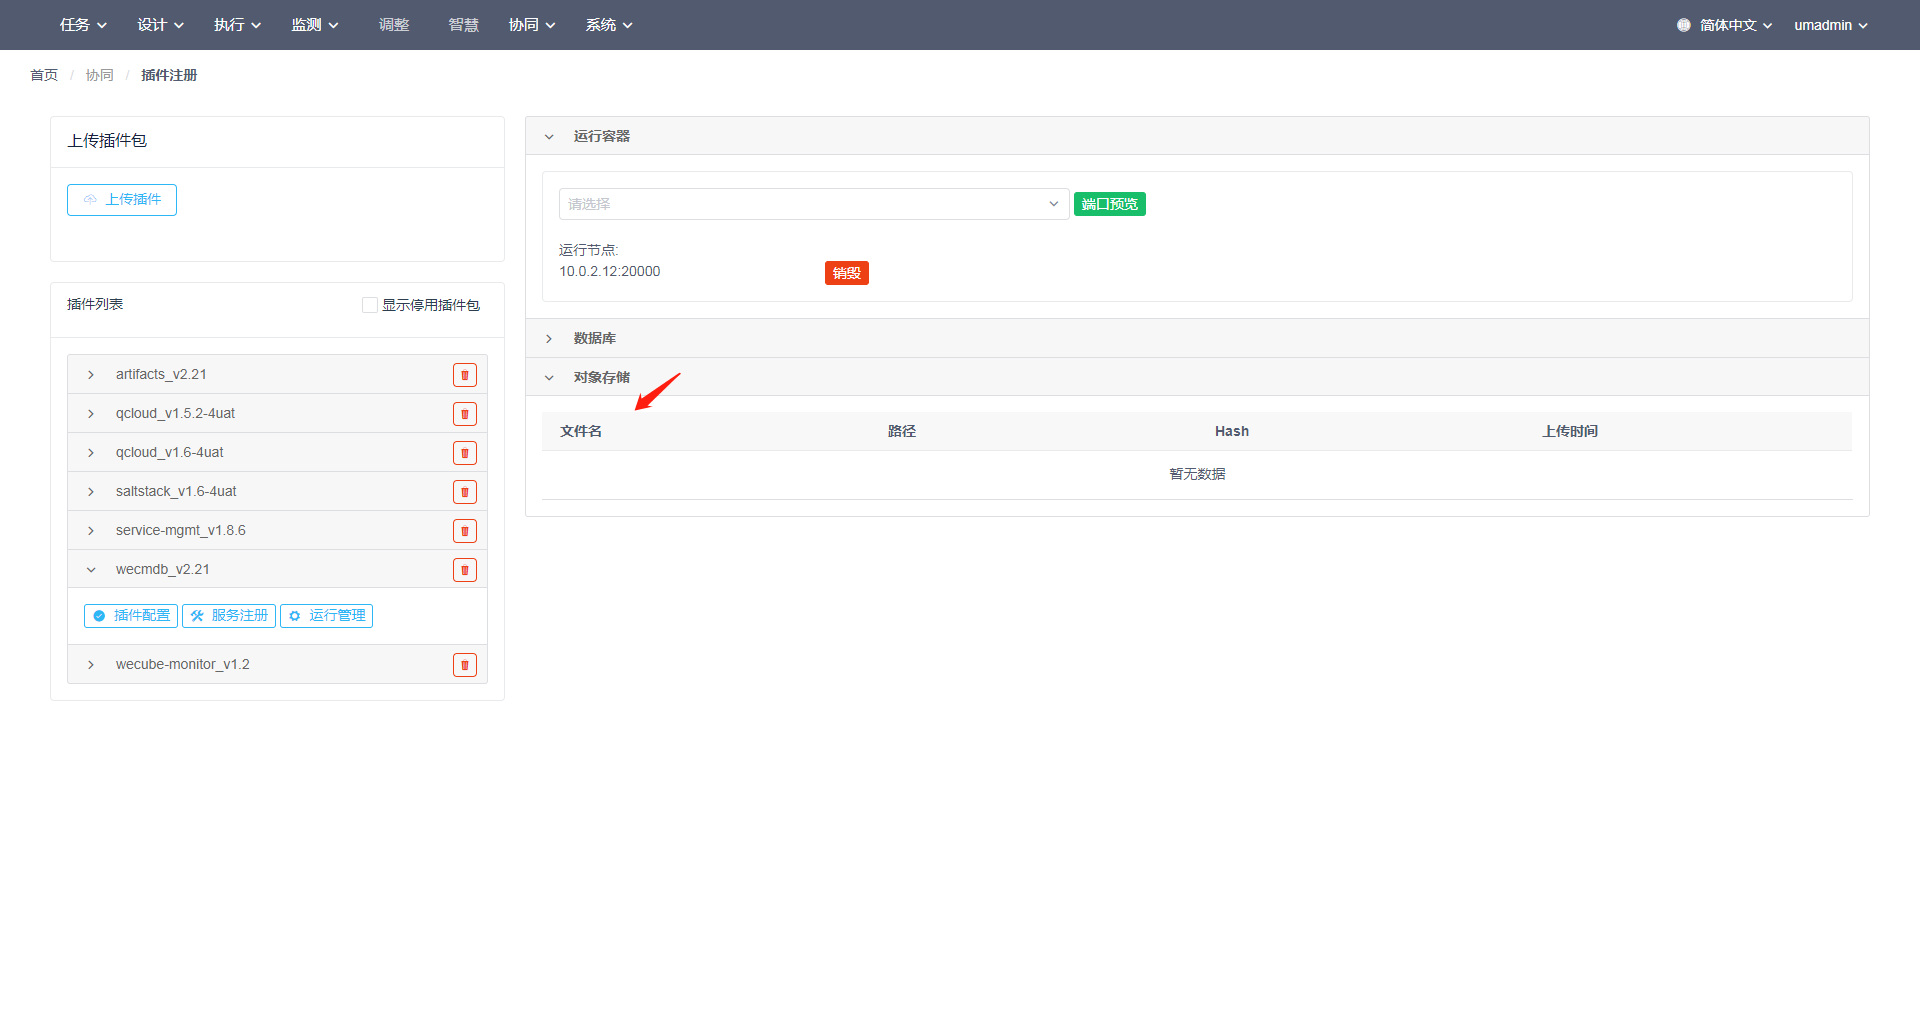 任务 设计 执行 监测 调整 智慧 协同 系统 简体中文 umadmin
首页 / 协同 / 插件注册
上传插件包
上传插件
插件列表 显示停用插件包
artifacts_v2.21
qcloud_v1.5.2-4uat
qcloud_v1.6-4uat
saltstack_v1.6-4uat
service-mgmt_v1.8.6
wecmdb_v2.21
插件配置 服务注册 运行管理
wecube-monitor_v1.2
运行容器
请选择 端口预览
运行节点:
10.0.2.12:20000 销毁
数据库
对象存储
文件名 路径 Hash 上传时间
暂无数据